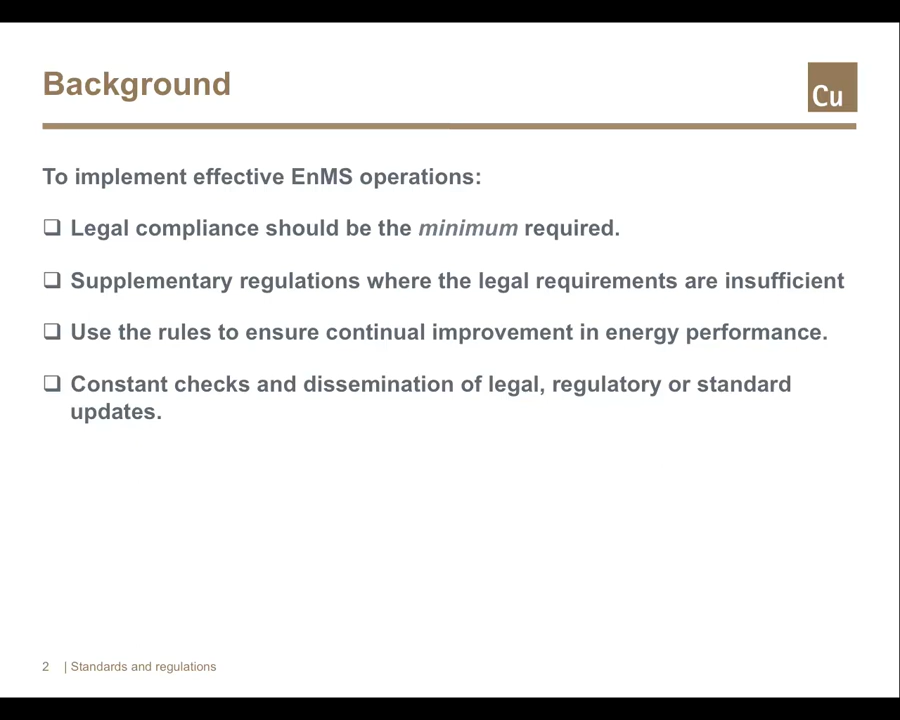 Background
Cu
To implement effective EnMS operations:
❑ Legal compliance should be the minimum required.
❑ Supplementary regulations where the legal requirements are insufficient
❑ Use the rules to ensure continual improvement in energy performance.
❑ Constant checks and dissemination of legal, regulatory or standard
updates.
2 | Standards and regulations